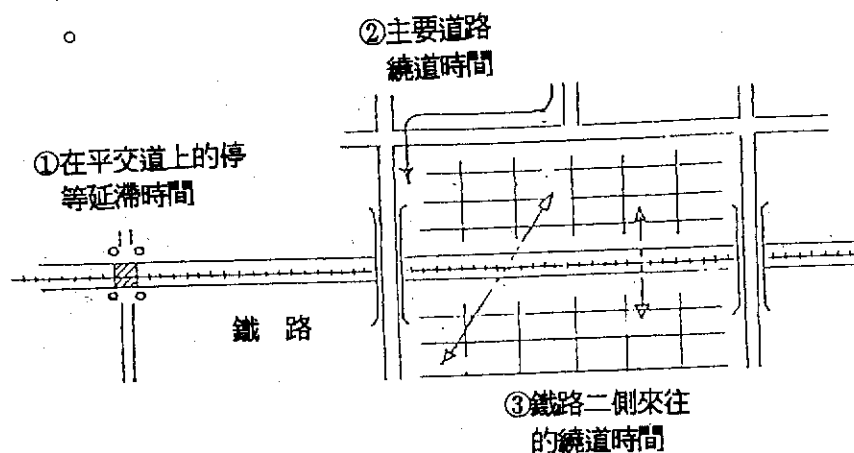 ②主要道路
繞道時間
①在平交道上的停
等延滯時間
鐵路
③鐵路二側來往
的繞道時間